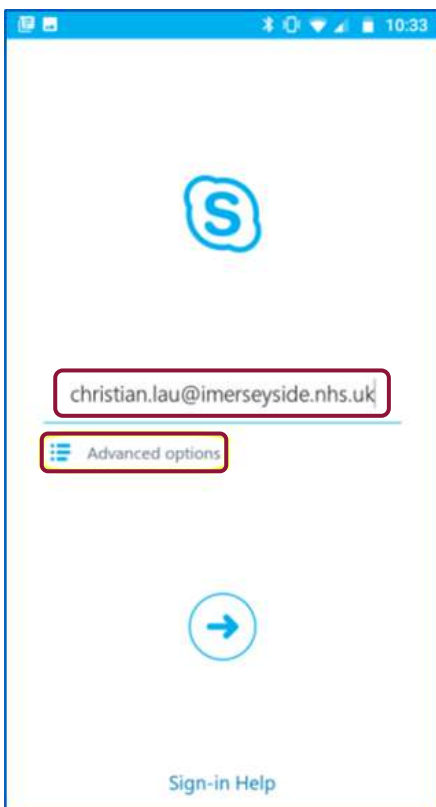 10:33
S
christian.lau@imerseyside.nhs.uk
Advanced options
Sign-in Help